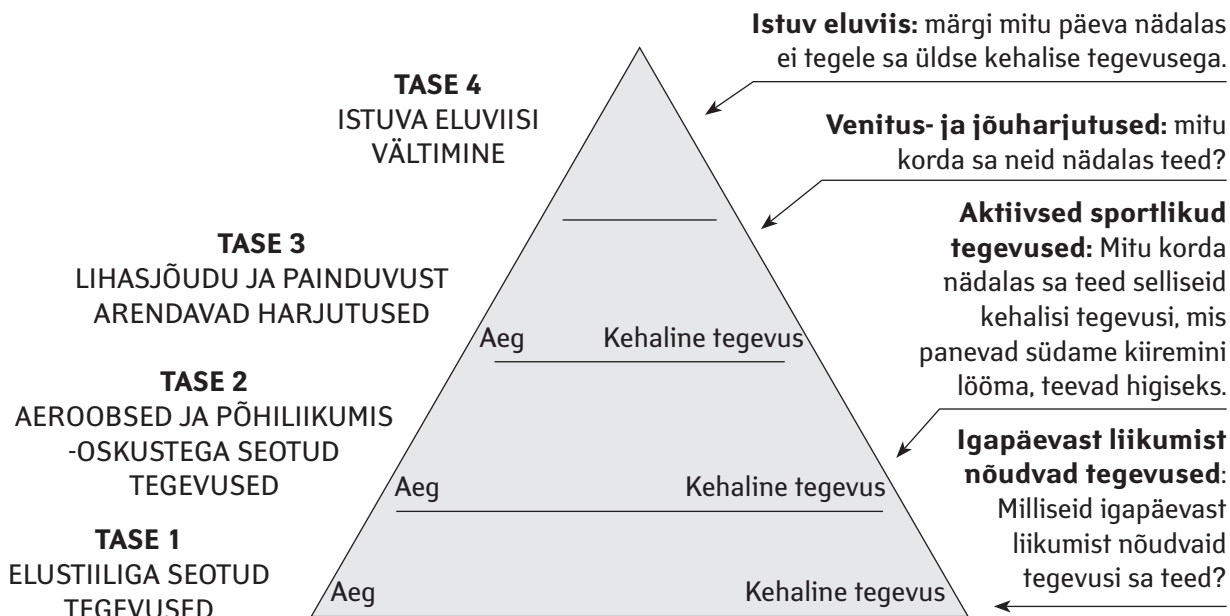 Istuv eluviis: märgi mitu päeva nädalas
ei tegele sa üldse kehalise tegevusega.
TASE 4
ISTUVA ELUVIISI
VÄLTIMINE
Venitus- ja jõuharjutused: mitu
korda sa neid nädalas teed?
TASE 3
LIHASJÕUDU JA PAINDUVUST
ARENDAVAD HARJUTUSED
Aeg
Kehaline tegevus
Aktiivsed sportlikud
tegevused: Mitu korda
nädalas sa teed selliseid
kehalisi tegevusi, mis
panevad südame kiiremini
lööma, teevad higiseks.
TASE 2
AEROOBSED JA PÕHILIIKUMIS
-OSKUSTEGA SEOTUD
TEGEVUSED
Aeg
Kehaline tegevus
Igapäevast liikumist
nõudvad tegevused:
Milliseid igapäevast
liikumist nõudvaid
tegevusi sa teed?
TASE 1
ELUSTIILIGA SEOTUD
TEGEVUSED
Aeg
Kehaline tegevus